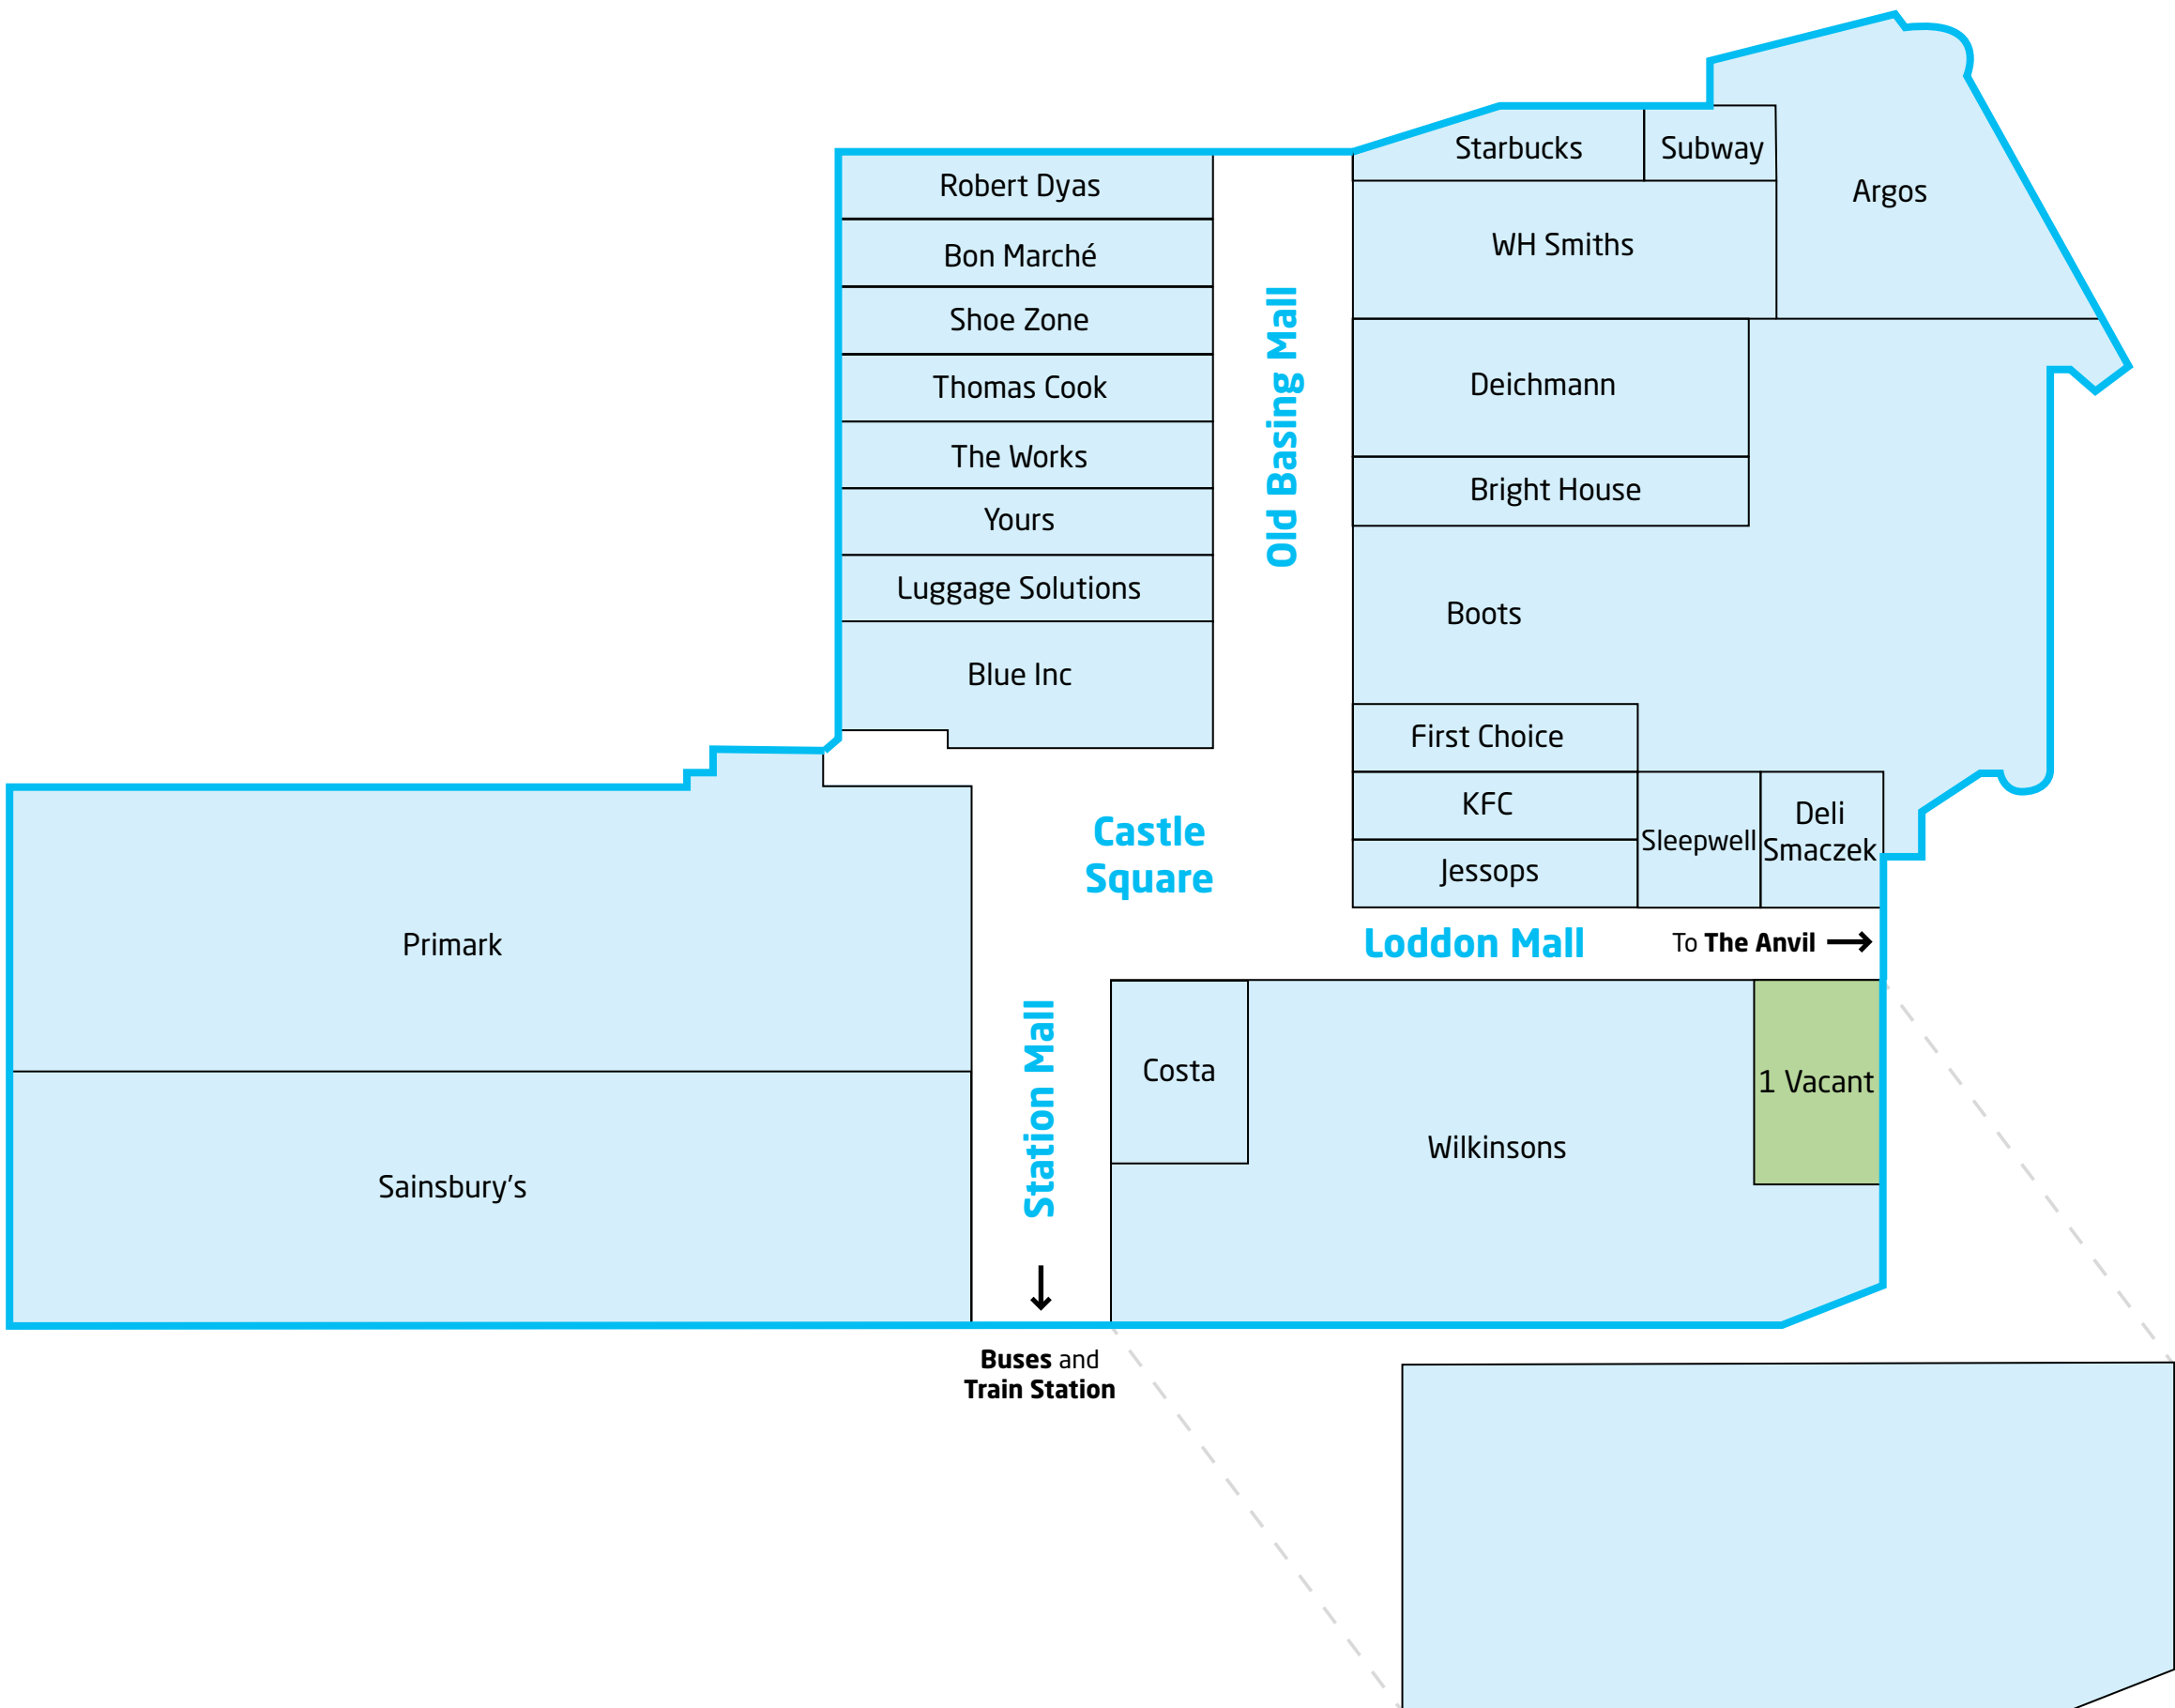 Starbucks
Subway
Robert Dyas
Argos
WH Smiths
Bon Marché
Shoe Zone
Thomas Cook
Deichmann
Old Basing Mall
The Works
Bright House
Yours
Luggage Solutions
Boots
Blue Inc
First Choice
KFC
Castle
Square
Sleepwell
Deli
Smaczek
Jessops
Primark
Loddon Mall
To The Anvil
Station Mall
Costa
1 Vacant
Wilkinsons
Sainsbury’s
Buses and
Train Station